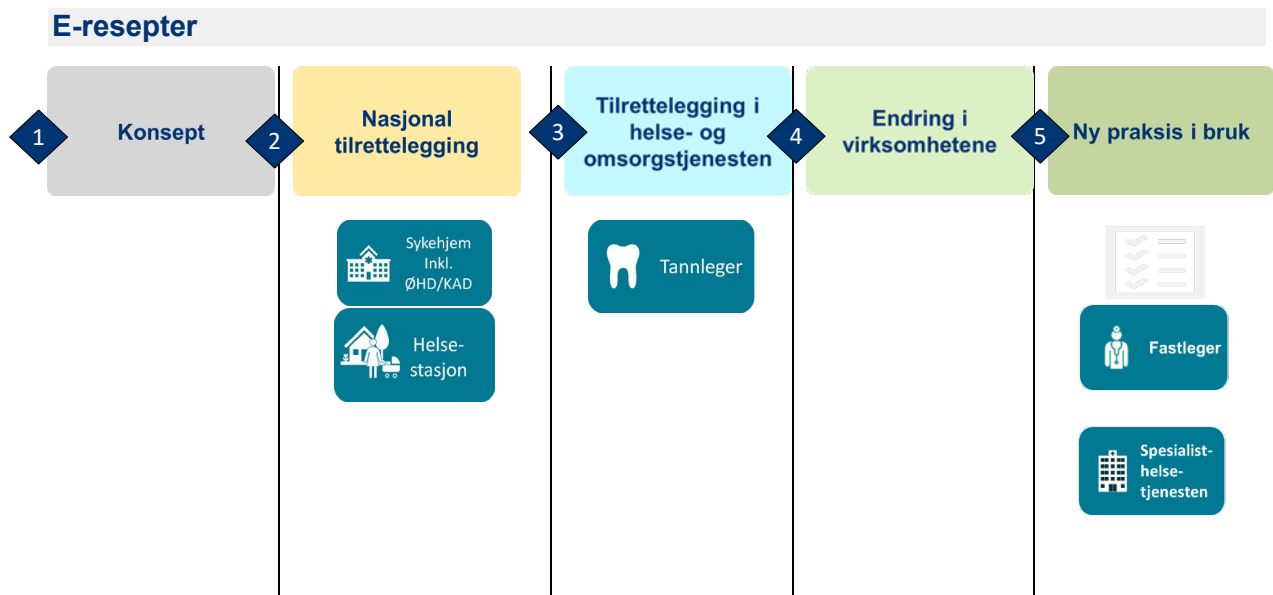 E-resepter
1
Konsept
2
Nasjonal
tilrettelegging
3
Tilrettelegging i
helse- og
omsorgstjenesten
4
Endring i
virksomhetene
5
Ny praksis i bruk
Sykehjem
Inkl.
ØHD/KAD
Helse-
stasjon
Tannleger
Fastleger
Spesialist-
helse-
tjenesten